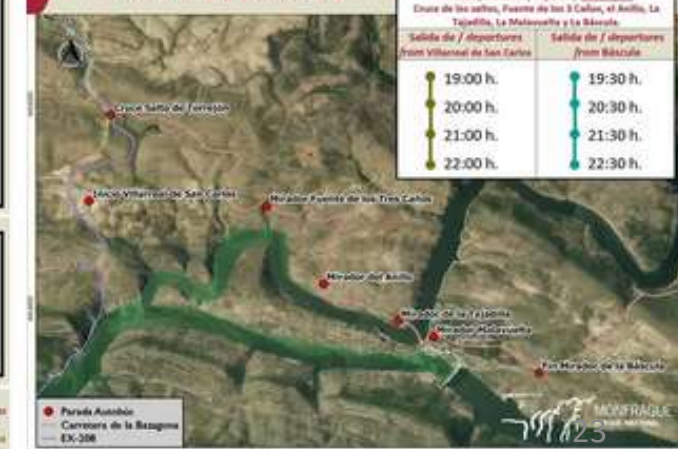 Cruce de los saltos, Fuente de los 3 Caños, el Anillo, La
Tajadilla, La Malavuelta y La Báscula.
Salida de / departures
from Villarreal de San Carlos
19:00 h.
20:00 h.
21:00 h.
22:00 h.
Salida de / departures
from Báscula
19:30 h.
20:30 h.
21:30 h.
22:30 h.
Cruce Salto de Torrejón
Inicio Villarreal de San Carlos
Mirador Fuente de los Tres Caños
Mirador del Anillo
Mirador de la Tajadilla
Mirador Malavuelta
Fin Mirador de la Báscula
Parada Autobús
Carretera de la Bazagona
EX-208
MONFRAGÜE
PARQUE NACIONAL
23